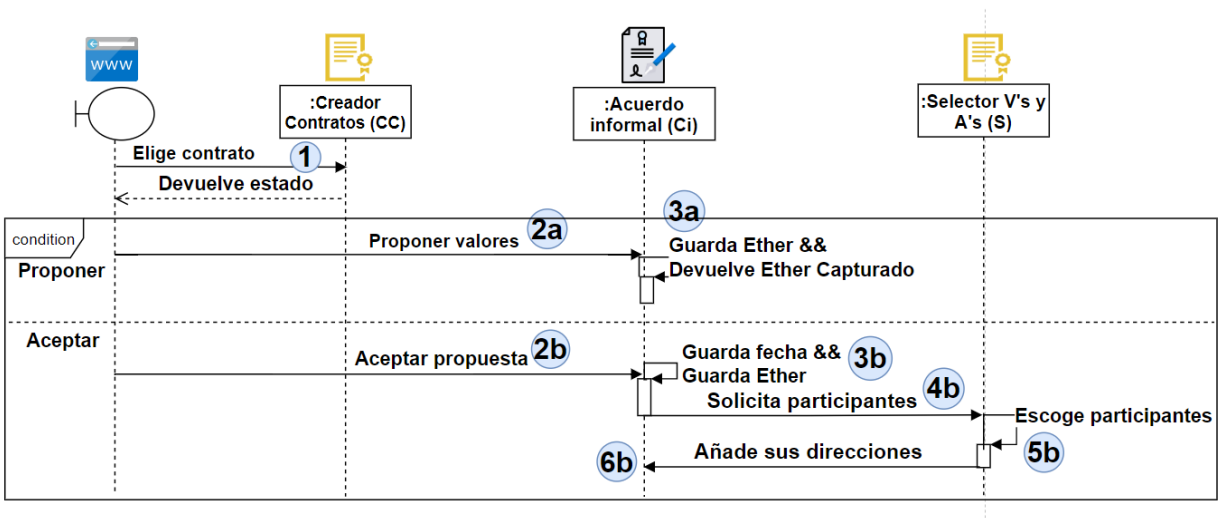 www
:Creador
Contratos (CC)
:Acuerdo
informal (Ci)
:Selector V's y
A's (S)
Elige contrato
1
Devuelve estado
condition
Proponer
Proponer valores
2a
3a
Guarda Ether &&
Devuelve Ether Capturado
Aceptar
Aceptar propuesta
2b
Guarda fecha &&
Guarda Ether
3b
Solicita participantes
4b
Escoge participantes
5b
Añade sus direcciones
6b